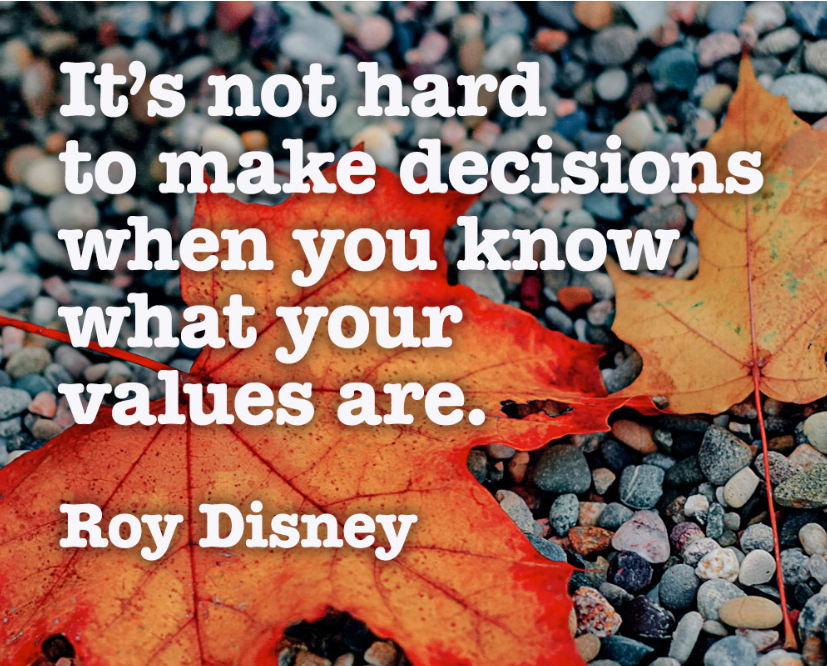 It’s not hard
to make decisions
when you know
what your
values are.
Roy Disney